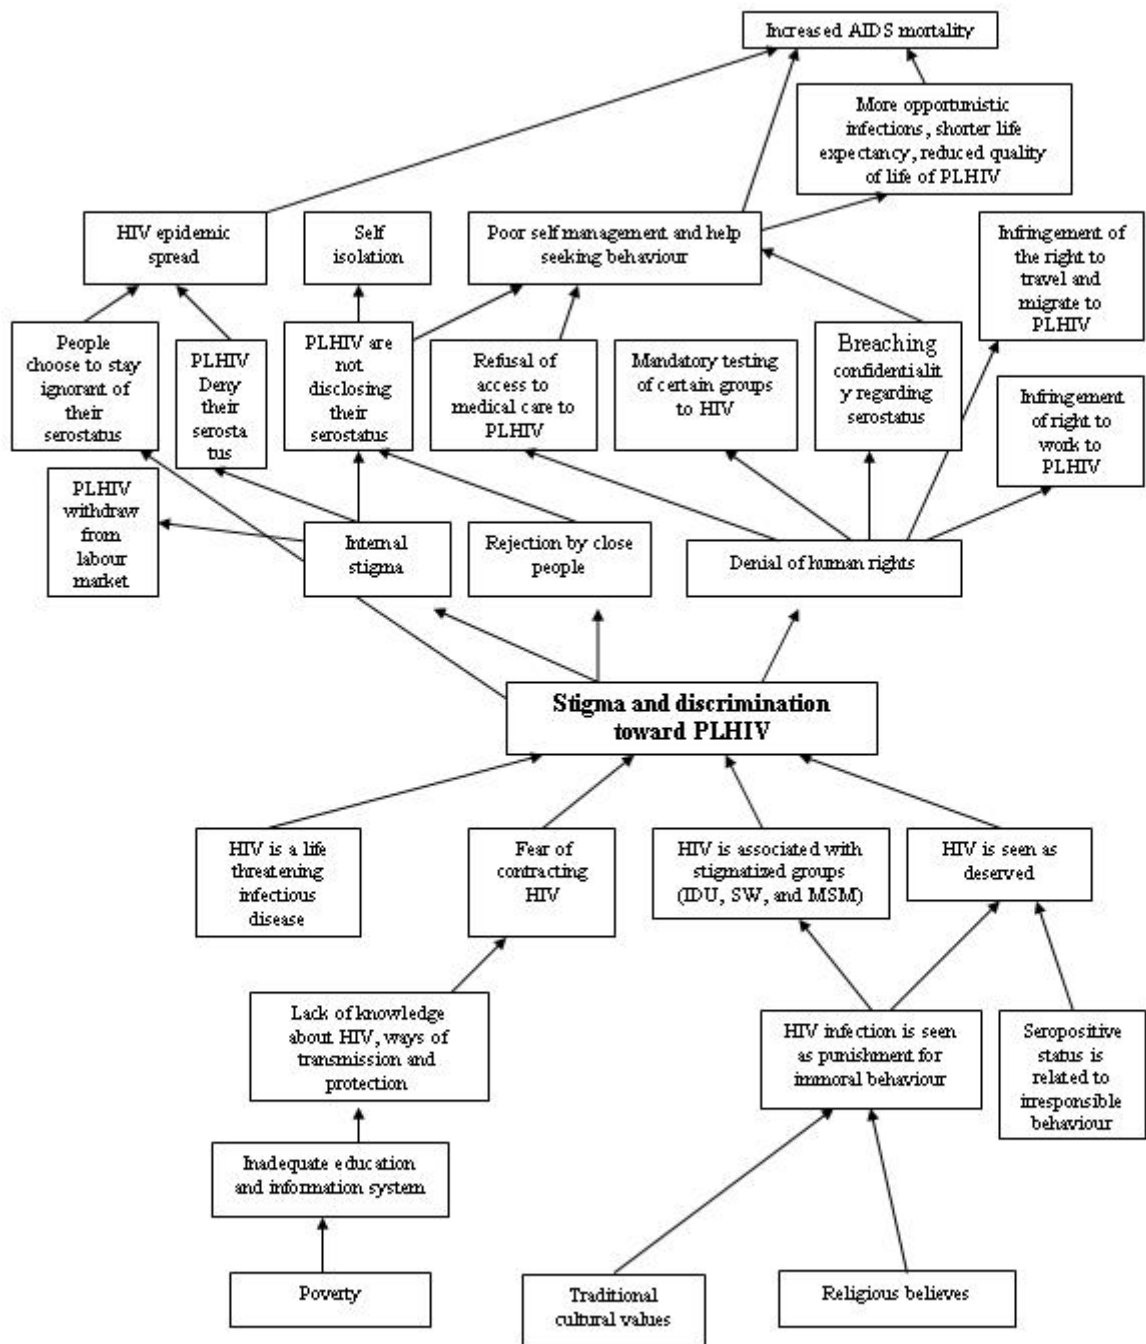 Increased AIDS mortality
More opportunistic
infections, shorter life
expectancy, reduced quality
of life of PLHIV
HIV epidemic
spread
Self
isolation
Poor self management and help
seeking behaviour
Infringement of
the right to
travel and
migrate to
PLHIV
People
choose to stay
ignorant of
their
serostatus
PLHIV
Deny
their
serosta
tus
PLHIV are
not
disclosing
their
serostatus
Refusal of
access to
medical care to
PLHIV
Mandatory testing
of certain groups
to HIV
Breaching
confidentialit
y regarding
serostatus
Infringement
of right to
work to
PLHIV
PLHIV
withdraw
from
labour
market
Internal
stigma
Rejection by close
people
Denial of human rights
Stigma and discrimination
toward PLHIV
HIV is a life
threatening
infectious
disease
Fear of
contracting
HIV
HIV is associated with
stigmatized groups
(IDU, SW, and MSM)
HIV is seen as
deserved
Lack of knowledge
about HIV, ways of
transmission and
protection
HIV infection is seen
as punishment for
immoral behaviour
Seropositive
status is
related to
irresponsible
behaviour
Inadequate education
and information system
Poverty
Traditional
cultural values
Religious believes